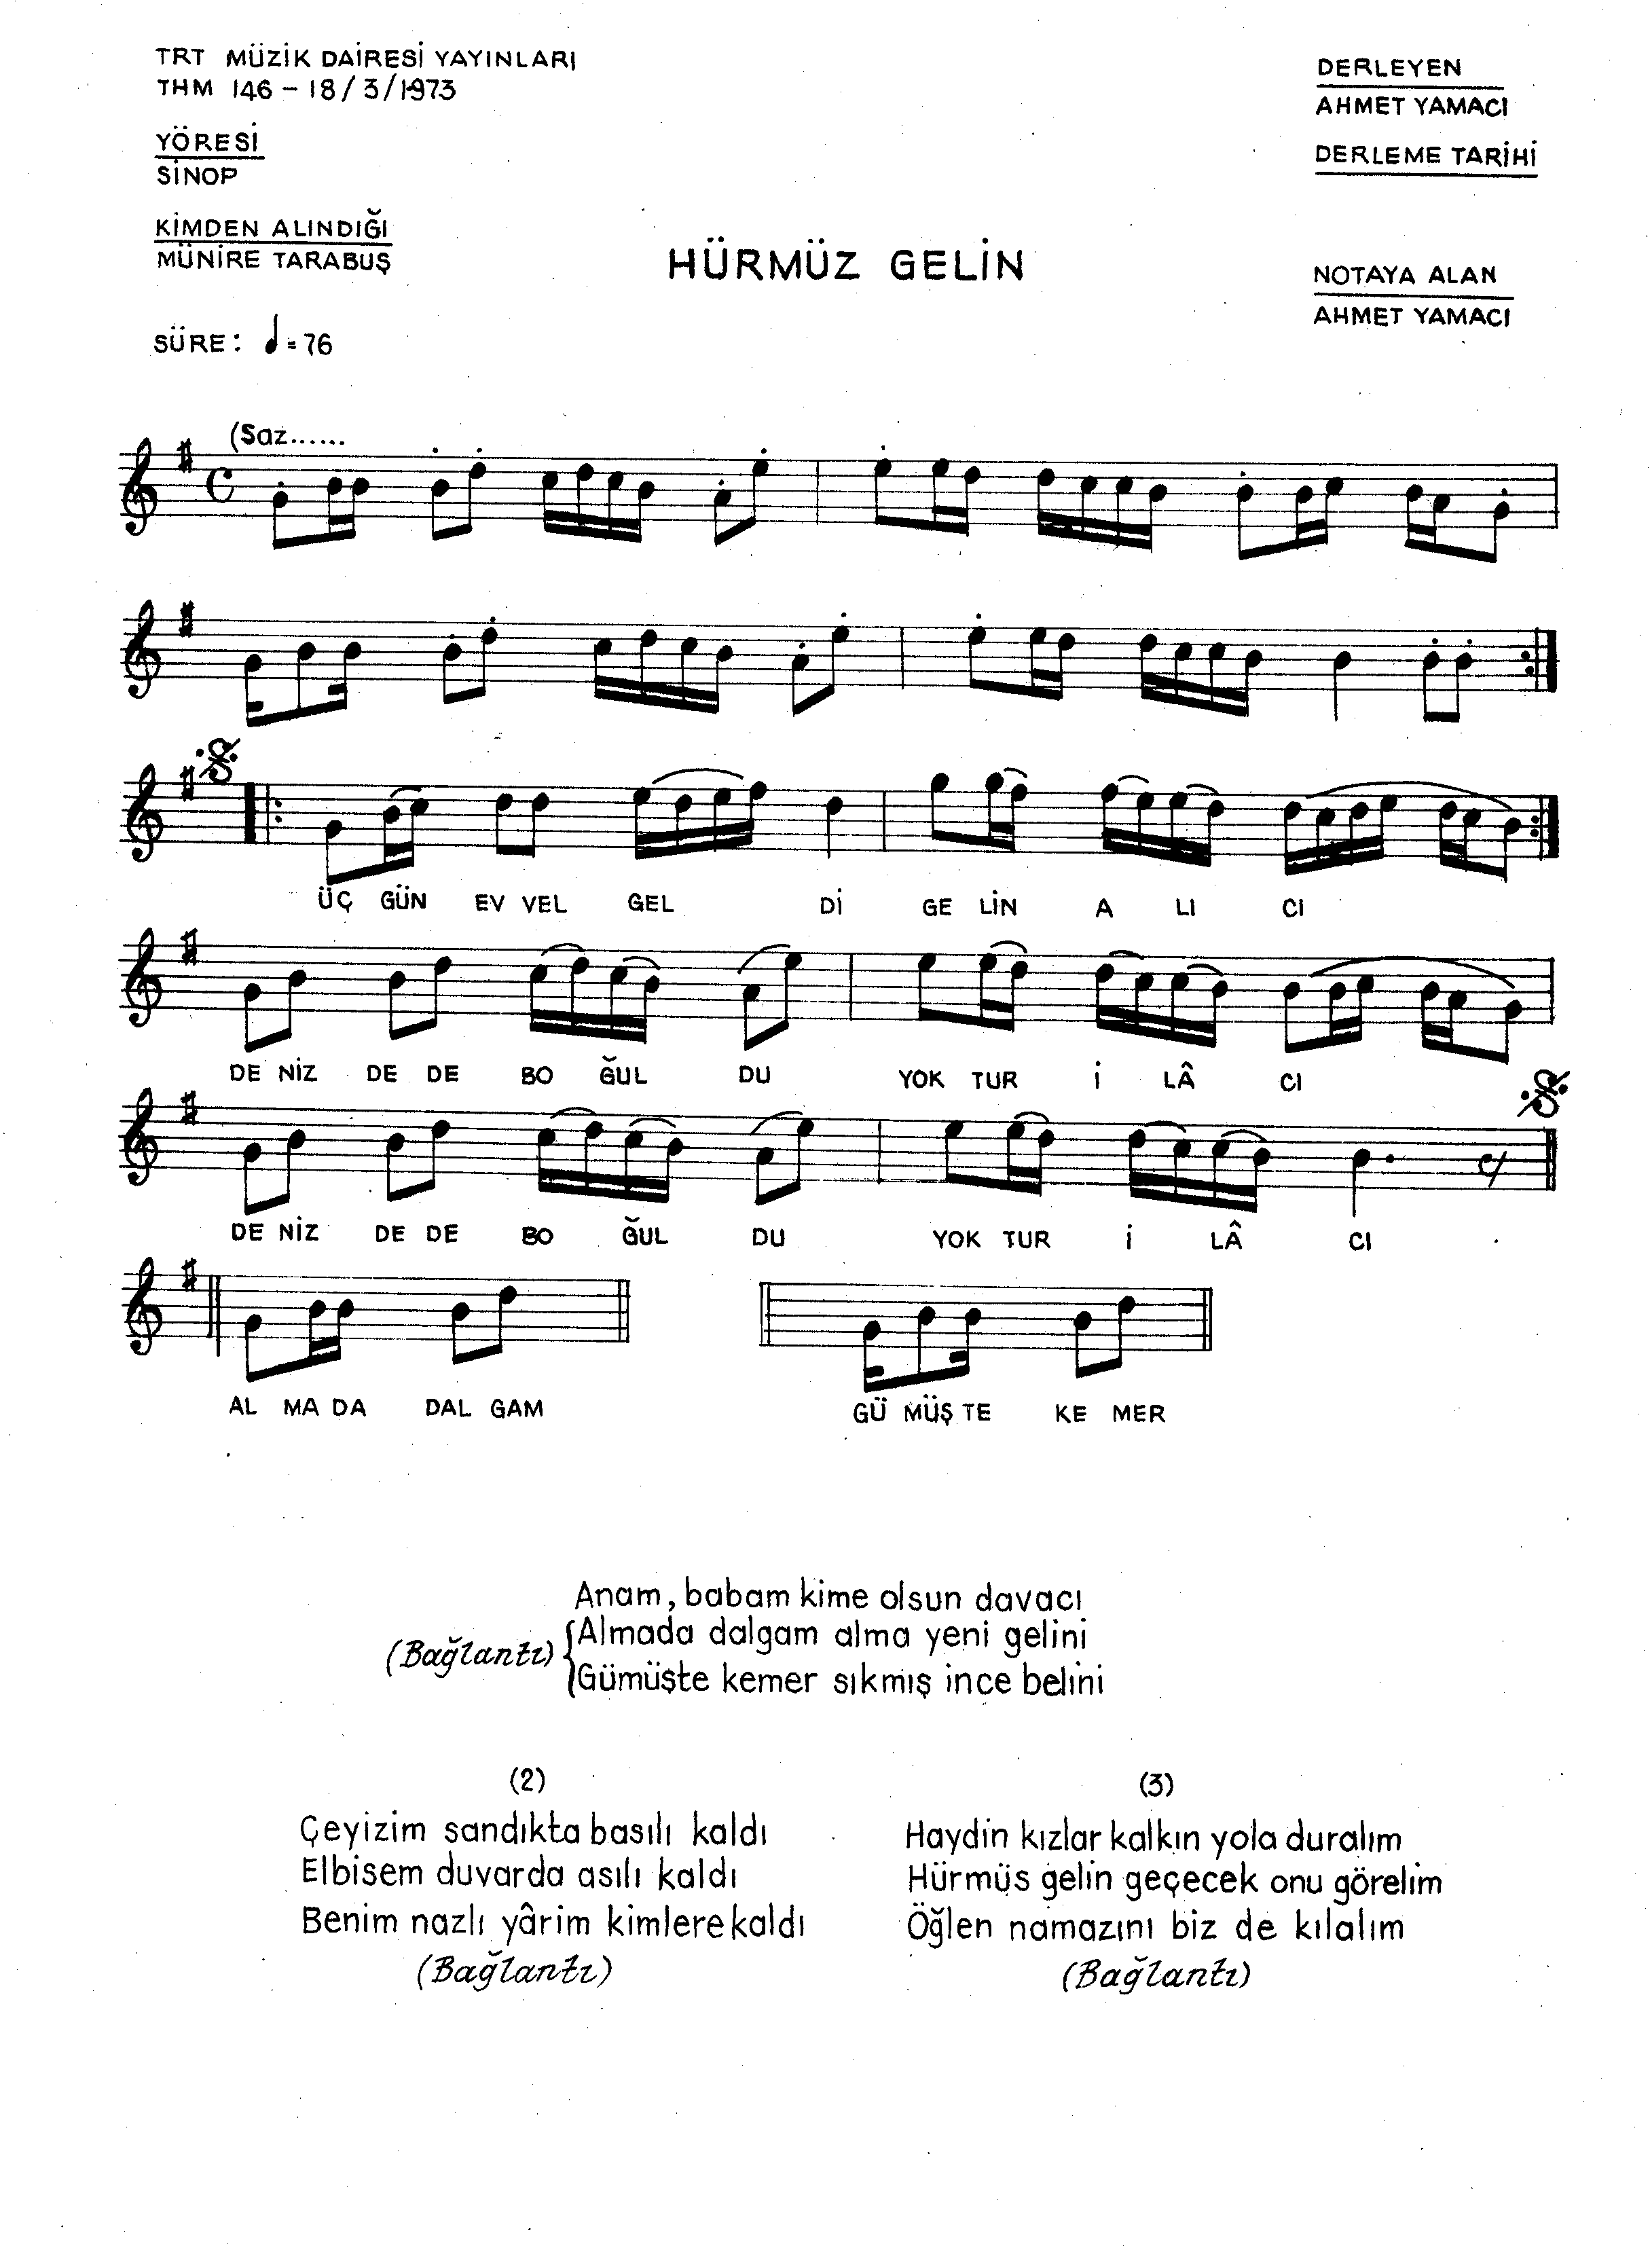 TRT MÜZİK DAİRESİ YAYINLARI
THM 146 – 18/3/1973
YÖRESİ
SİNOP
KİMDEN ALINDIĞI
MÜNİRE TARABUŞ
SÜRE: ♩=76
HÜRMÜZ GELİN
DERLEYEN
AHMET YAMACI
DERLEME TARİHİ
NOTAYA ALAN
AHMET YAMACI
(Saz......
ÜÇ GÜN EV VEL GEL Dİ GE LİN A LI CI
DE NİZ DE DE BO ĞUL DU YOK TUR İ LÂ CI
DE NİZ DE DE BO ĞUL DU YOK TUR İ LÂ CI
AL MA DA DAL GAM GÜ MÜŞ TE KE MER
Anam, babam kime olsun davacı
(Bağlantı) {Almada dalgam alma yeni gelini
Gümüşte kemer sıkmış ince belini
(2)
Çeyizim sandıkta basılı kaldı
Elbisem duvarda asılı kaldı
Benim nazlı yârim kimlere kaldı
(Bağlantı)
(3)
Haydin kızlar kalkın yola duralım
Hürmüs gelin geçecek onu görelim
Öğlen namazını biz de kılalım
(Bağlantı)